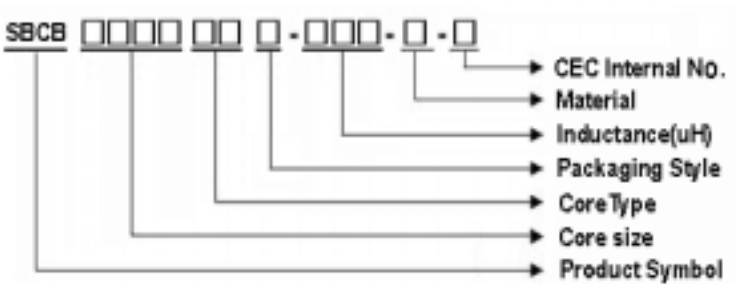 SBCB □□□□ □□ □-□□□-□-□
CEC Internal No.
Material
Inductance(uH)
Packaging Style
CoreType
Core size
Product Symbol